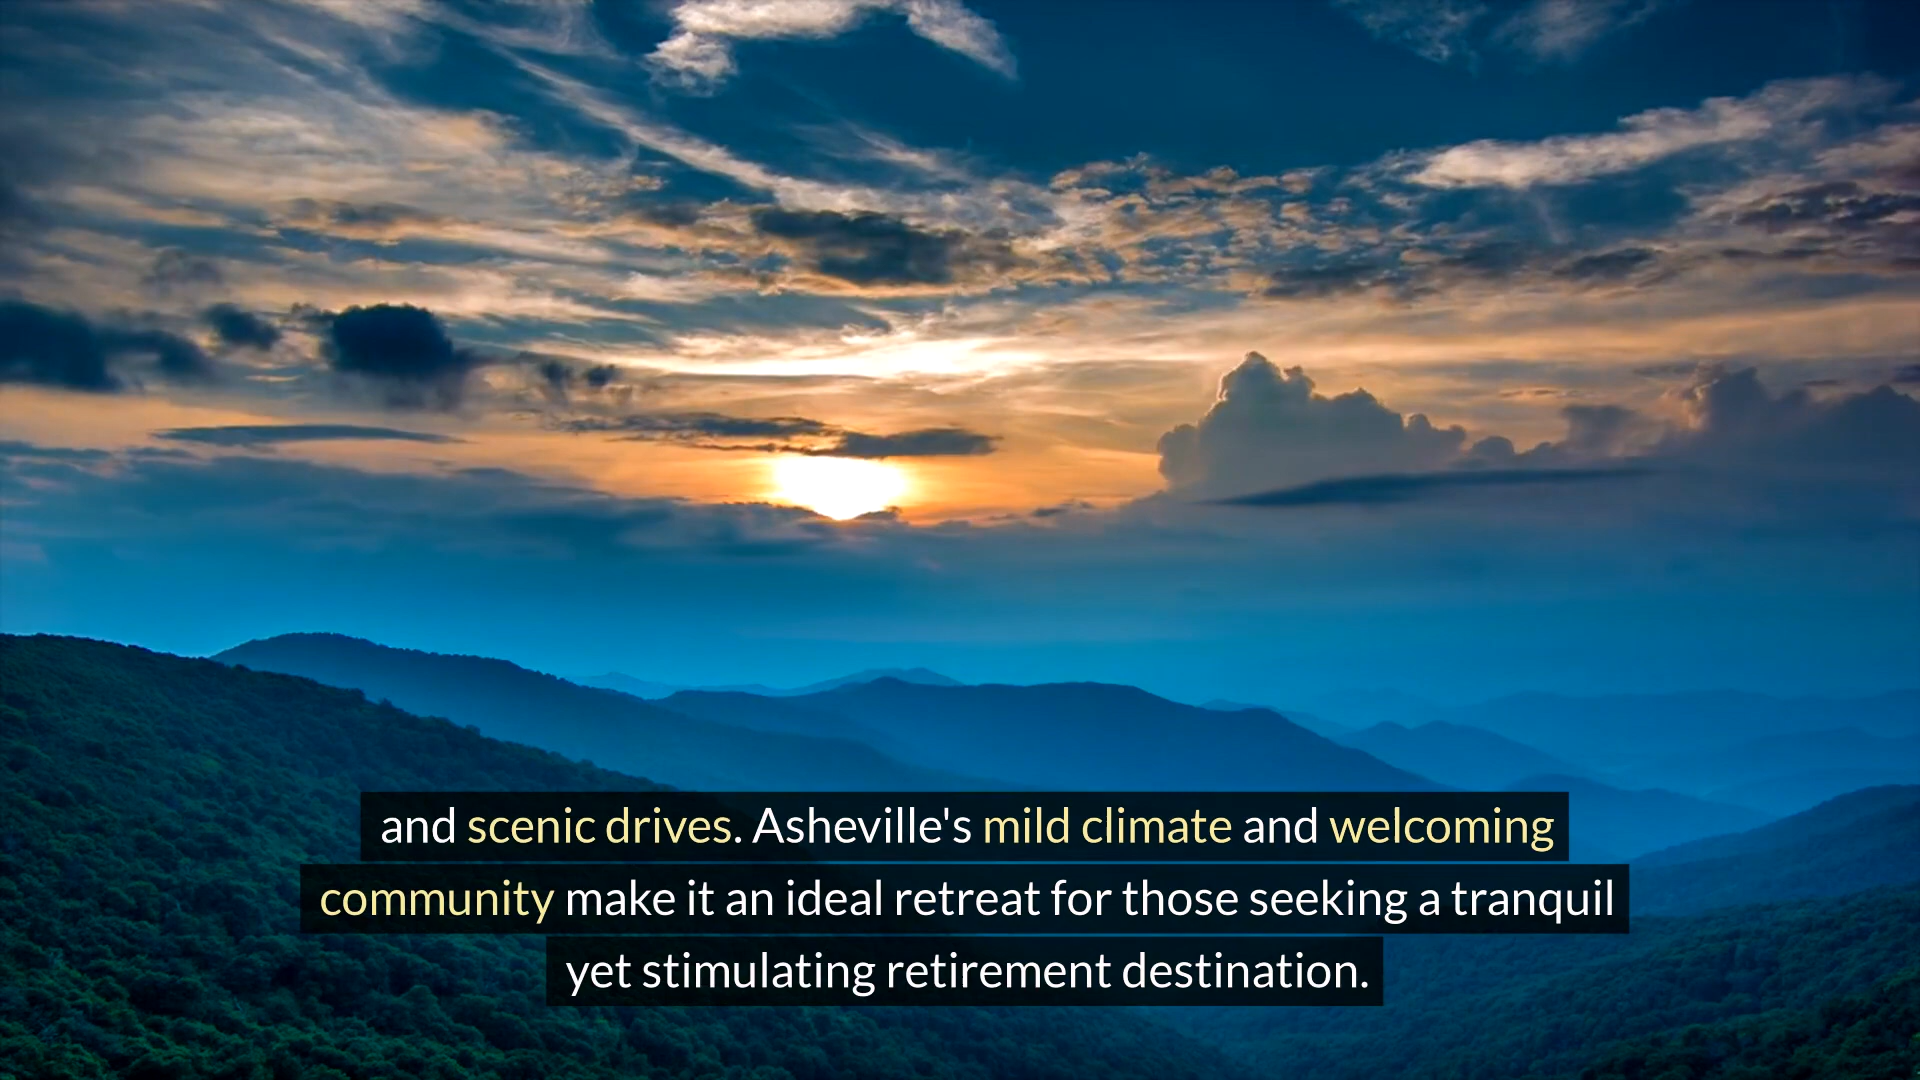 and scenic drives. Asheville's mild climate and welcoming
community make it an ideal retreat for those seeking a tranquil
yet stimulating retirement destination.